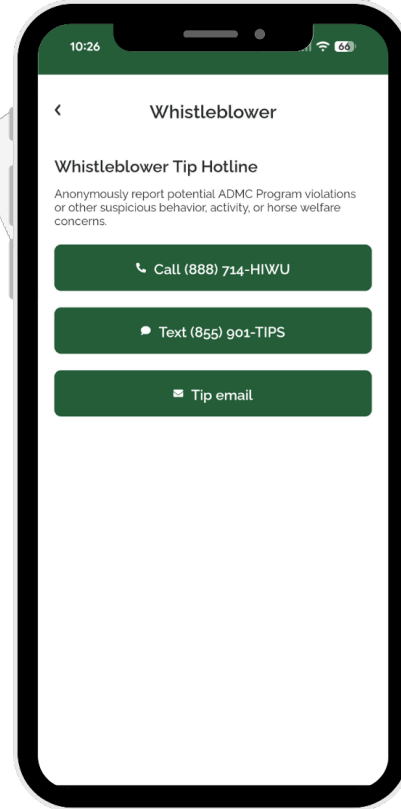 10:26
66
Whistleblower
Whistleblower Tip Hotline
Anonymously report potential ADMC Program violations
or other suspicious behavior, activity, or horse welfare
concerns.
Call (888) 714-HIWU
Text (855) 901-TIPS
Tip email